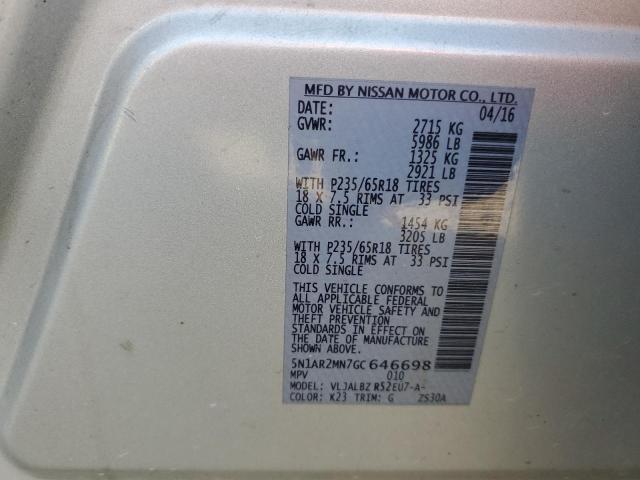 MFD BY NISSAN MOTOR CO., LTD.
DATE: 04/16
GVWR: 2715 KG
5986 LB
GAWR FR.: 1325 KG
2921 LB
WITH P235/65R18 TIRES
18 X 7.5 RIMS AT 33 PSI
COLD SINGLE
GAWR RR.: 1454 KG
3205 LB
WITH P235/65R18 TIRES
18 X 7.5 RIMS AT 33 PSI
COLD SINGLE
THIS VEHICLE CONFORMS TO
ALL APPLICABLE FEDERAL
MOTOR VEHICLE SAFETY AND
THEFT PREVENTION
STANDARDS IN EFFECT ON
THE DATE OF MANUFACTURE
SHOWN ABOVE.
5N1AR2MN7GC646698
MPV 010
MODEL: VLJALBZ R52EU7-A-
COLOR: K23 TRIM: G ZS30A